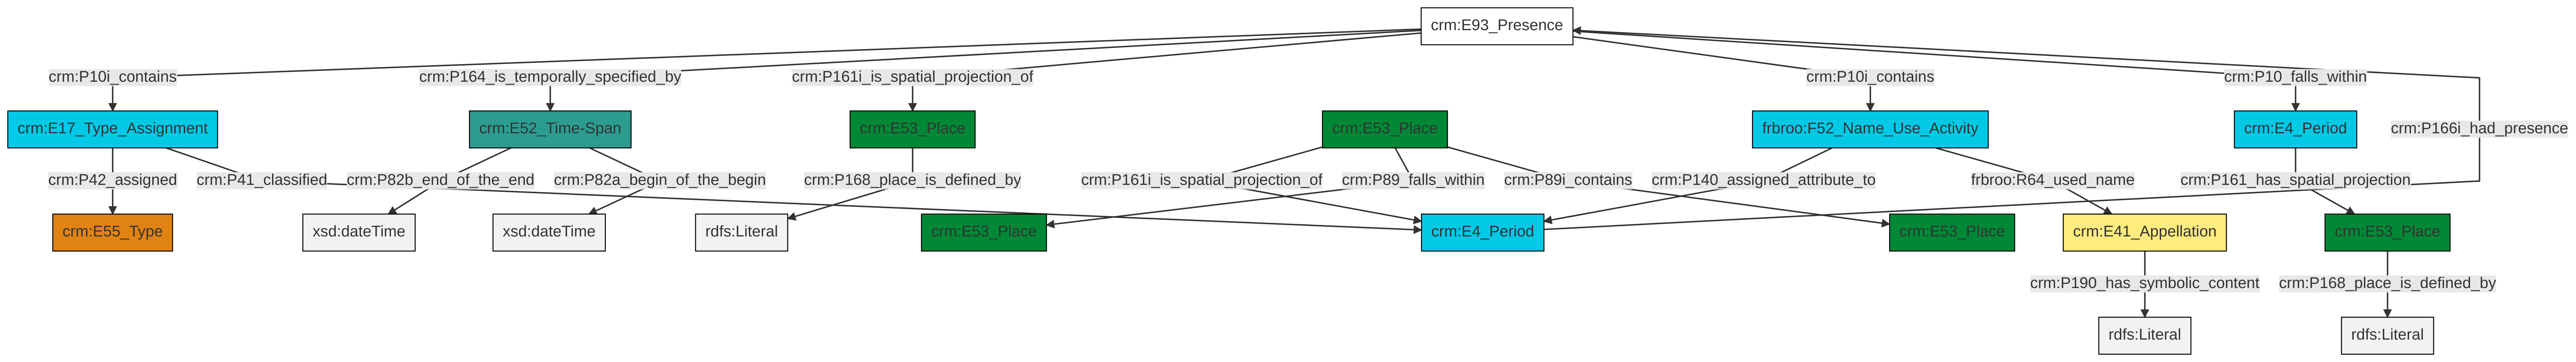 crm:E93_Presence
crm:P10i_contains
crm:P164_is_temporally_specified_by
crm:P161i_is_spatial_projection_of
crm:P10i_contains
crm:P10_falls_within
crm:E17_Type_Assignment
crm:E52_Time-Span
crm:E53_Place
crm:E53_Place
frbroo:F52_Name_Use_Activity
crm:E4_Period
crm:P166i_had_presence
crm:P42_assigned
crm:P41_classified
crm:P82b_end_of_the_end
crm:P82a_begin_of_the_begin
crm:P168_place_is_defined_by
crm:P161i_is_spatial_projection_of
crm:P89_falls_within
crm:P89i_contains
crm:P140_assigned_attribute_to
frbroo:R64_used_name
crm:P161_has_spatial_projection
crm:E55_Type
xsd:dateTime
xsd:dateTime
rdfs:Literal
crm:E53_Place
crm:E4_Period
crm:E53_Place
crm:E41_Appellation
crm:E53_Place
crm:P190_has_symbolic_content
crm:P168_place_is_defined_by
rdfs:Literal
rdfs:Literal